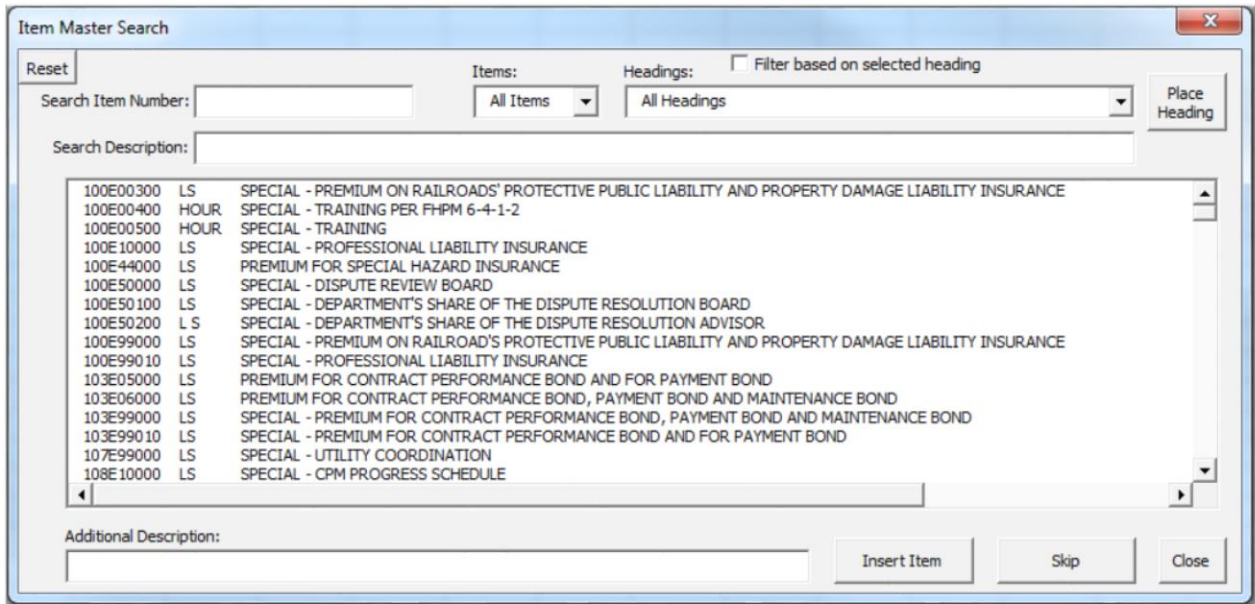 Item Master Search
Reset
Items:
Headings:
Filter based on selected heading
Search Item Number:
All Items
All Headings
Place
Heading
Search Description:
100E00300 LS SPECIAL - PREMIUM ON RAILROADS' PROTECTIVE PUBLIC LIABILITY AND PROPERTY DAMAGE LIABILITY INSURANCE
100E00400 HOUR SPECIAL - TRAINING PER FHPM 6-4-1-2
100E00500 HOUR SPECIAL - TRAINING
100E10000 LS SPECIAL - PROFESSIONAL LIABILITY INSURANCE
100E44000 LS PREMIUM FOR SPECIAL HAZARD INSURANCE
100E50000 LS SPECIAL - DISPUTE REVIEW BOARD
100E50100 LS SPECIAL - DEPARTMENT'S SHARE OF THE DISPUTE RESOLUTION BOARD
100E50200 L S SPECIAL - DEPARTMENT'S SHARE OF THE DISPUTE RESOLUTION ADVISOR
100E99000 LS SPECIAL - PREMIUM ON RAILROAD'S PROTECTIVE PUBLIC LIABILITY AND PROPERTY DAMAGE LIABILITY INSURANCE
100E99010 LS SPECIAL - PROFESSIONAL LIABILITY INSURANCE
103E05000 LS PREMIUM FOR CONTRACT PERFORMANCE BOND AND FOR PAYMENT BOND
103E06000 LS PREMIUM FOR CONTRACT PERFORMANCE BOND, PAYMENT BOND AND MAINTENANCE BOND
103E99000 LS SPECIAL - PREMIUM FOR CONTRACT PERFORMANCE BOND, PAYMENT BOND AND MAINTENANCE BOND
103E99010 LS SPECIAL - PREMIUM FOR CONTRACT PERFORMANCE BOND AND FOR PAYMENT BOND
107E99000 LS SPECIAL - UTILITY COORDINATION
108E10000 LS SPECIAL - CPM PROGRESS SCHEDULE
Additional Description:
Insert Item
Skip
Close